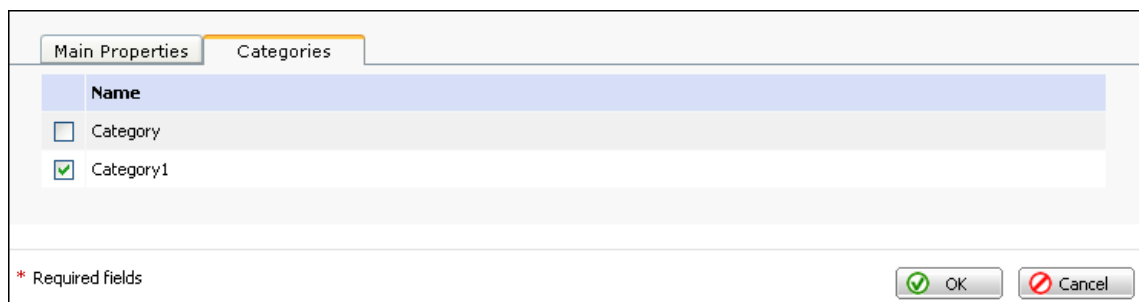 Main Properties Categories
Name
Category
Category1
* Required fields OK Cancel